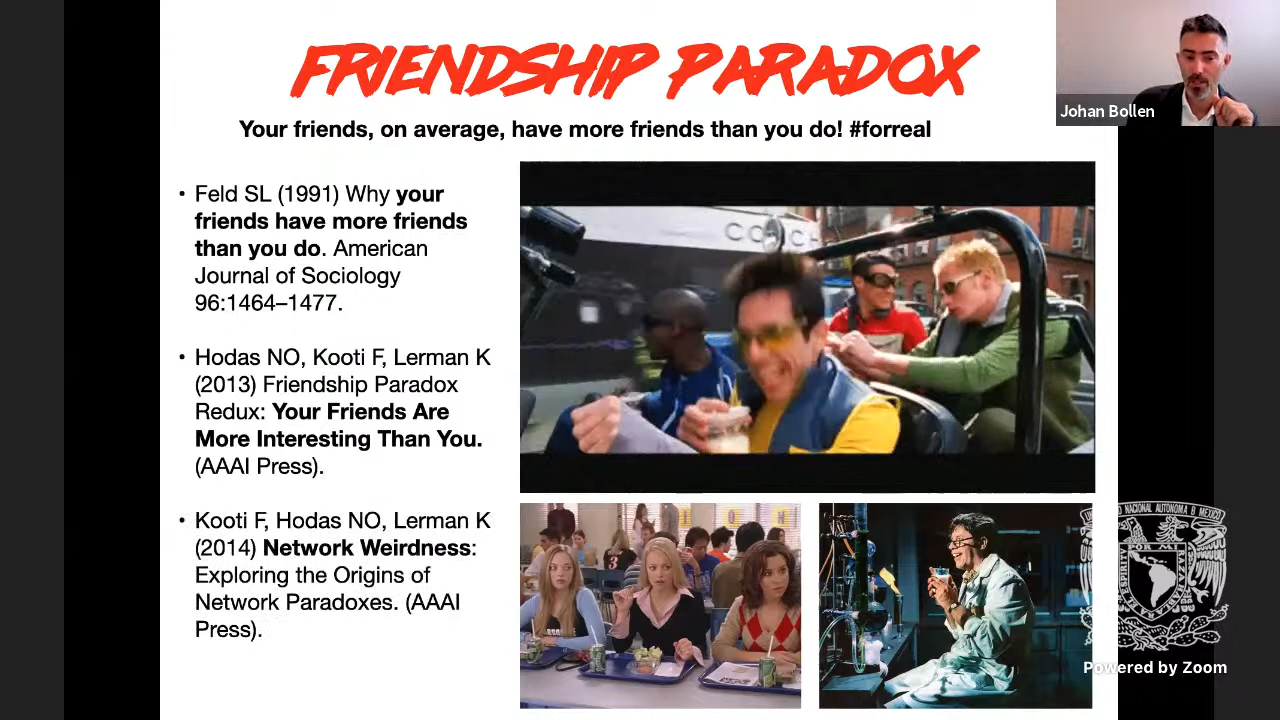 FRIENDSHIP PARADOX
Your friends, on average, have more friends than you do! #forreal
Johan Bollen
• Feld SL (1991) Why your
friends have more friends
than you do. American
Journal of Sociology
96:1464–1477.
• Hodas NO, Kooti F, Lerman K
(2013) Friendship Paradox
Redux: Your Friends Are
More Interesting Than You.
(AAAI Press).
• Kooti F, Hodas NO, Lerman K
(2014) Network Weirdness:
Exploring the Origins of
Network Paradoxes. (AAAI
Press).
Powered by Zoom